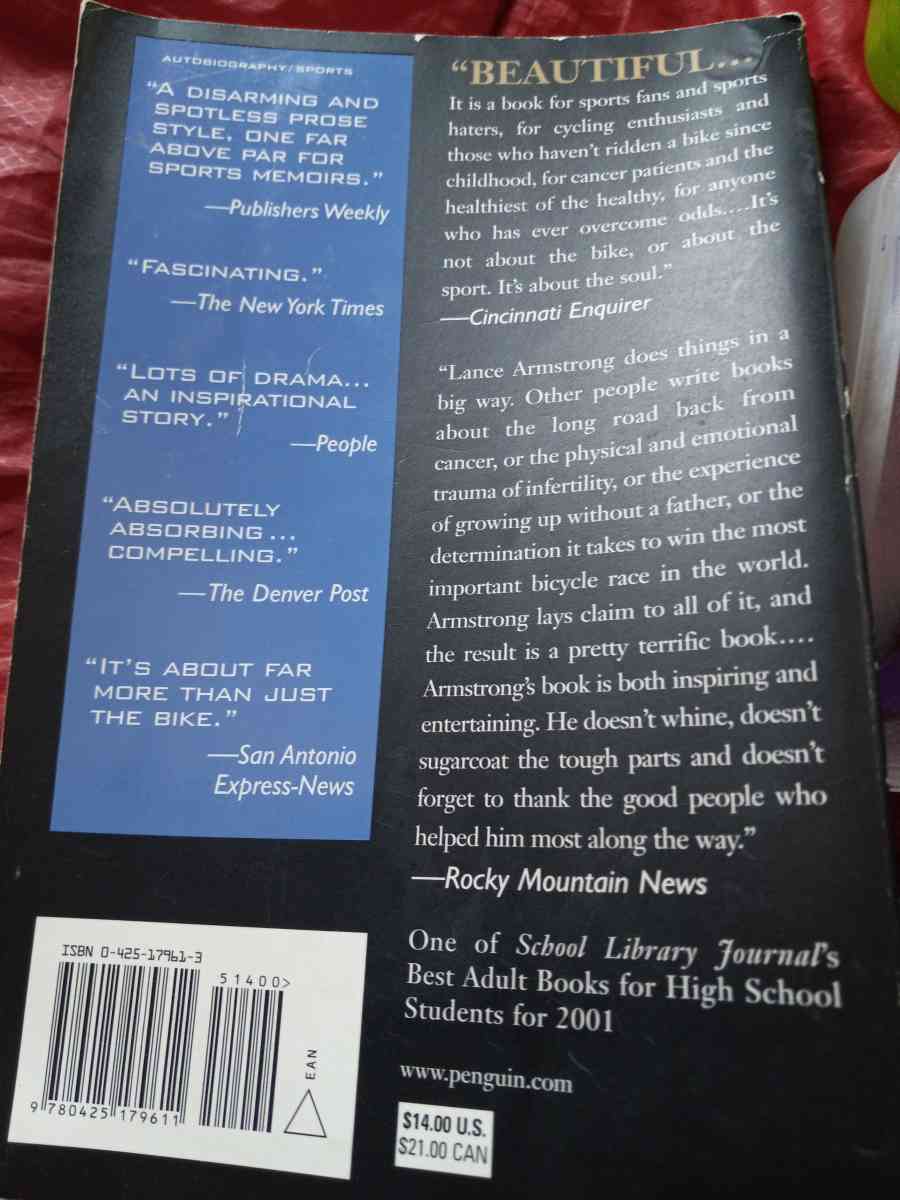 AUTOBIOGRAPHY/SPORTS
“A DISARMING AND
SPOTLESS PROSE
STYLE, ONE FAR
ABOVE PAR FOR
SPORTS MEMOIRS.”
—Publishers Weekly
“FASCINATING.”
—The New York Times
“LOTS OF DRAMA...
AN INSPIRATIONAL
STORY.”
—People
“ABSOLUTELY
ABSORBING...
COMPELLING.”
—The Denver Post
“IT’S ABOUT FAR
MORE THAN JUST
THE BIKE.”
—San Antonio
Express-News
“BEAUTIFUL...
It is a book for sports fans and sports
haters, for cycling enthusiasts and
those who haven’t ridden a bike since
childhood, for cancer patients and the
healthiest of the healthy, for anyone
who has ever overcome odds....It’s
not about the bike, or about the
sport. It’s about the soul.”
—Cincinnati Enquirer
“Lance Armstrong does things in a
big way. Other people write books
about the long road back from
cancer, or the physical and emotional
trauma of infertility, or the experience
of growing up without a father, or the
determination it takes to win the most
important bicycle race in the world.
Armstrong lays claim to all of it, and
the result is a pretty terrific book....
Armstrong’s book is both inspiring and
entertaining. He doesn’t whine, doesn’t
sugarcoat the tough parts and doesn’t
forget to thank the good people who
helped him most along the way.”
—Rocky Mountain News
One of School Library Journal’s
Best Adult Books for High School
Students for 2001
www.penguin.com
$14.00 U.S.
$21.00 CAN
ISBN 0-425-17961-3
51400>
EAN
9 780425 179611